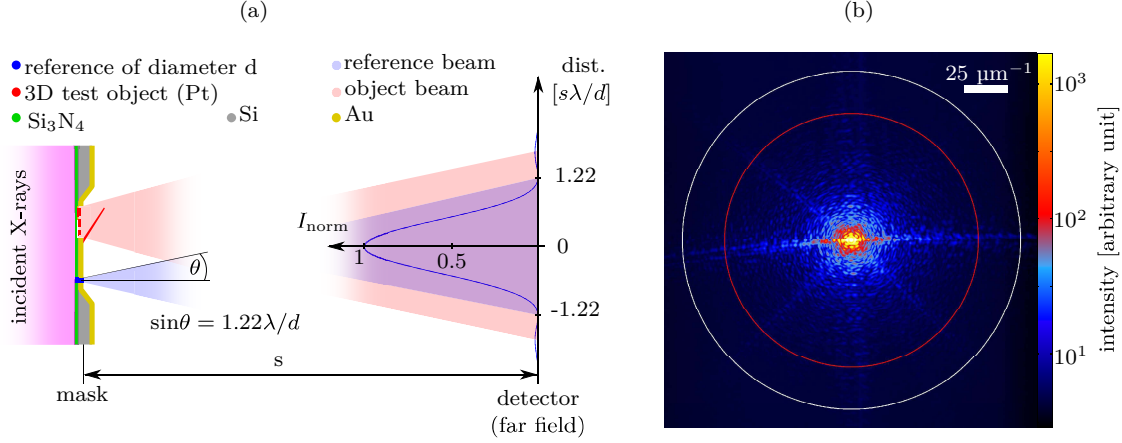 (a)
reference of diameter d
3D test object (Pt)
Si₃N₄
Si
reference beam
object beam
Au
dist.
[sλ/d]
incident X-rays
1.22
Iₙₒᵣₘ
1
0.5
0
θ
-1.22
sinθ = 1.22λ/d
s
mask
detector
(far field)
(b)
25 µm⁻¹
10³
10²
10¹
intensity [arbitrary unit]